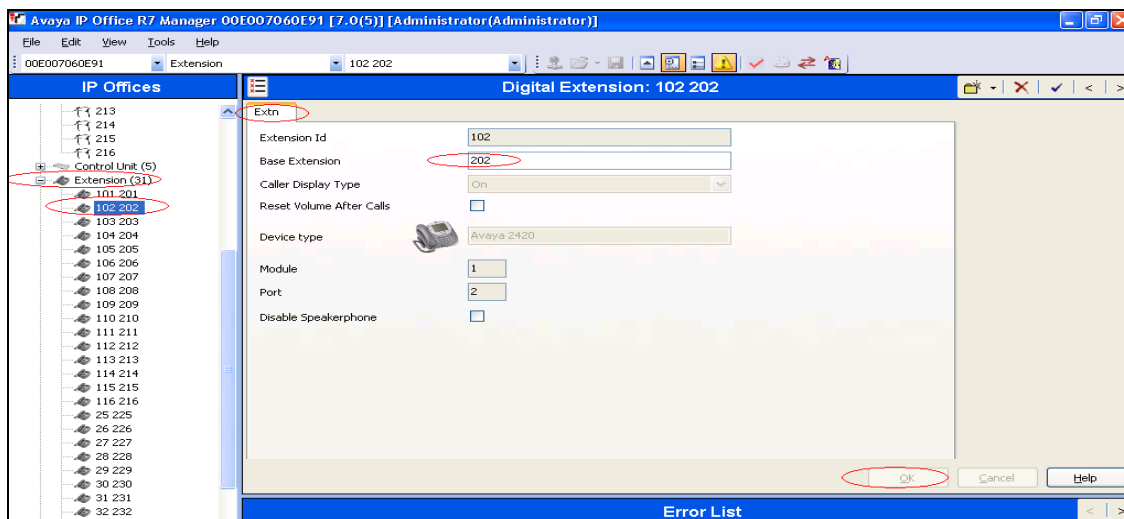 Avaya IP Office R7 Manager 00E007060E91 [7.0(5)] [Administrator(Administrator)]
File Edit View Tools Help
00E007060E91 Extension 102 202
IP Offices
213
214
215
216
Control Unit (5)
Extension (31)
101 201
102 202
103 203
104 204
105 205
106 206
107 207
108 208
109 209
110 210
111 211
112 212
113 213
114 214
115 215
116 216
25 225
26 226
27 227
28 228
29 229
30 230
31 231
32 232
Digital Extension: 102 202
Extn
Extension Id 102
Base Extension 202
Caller Display Type On
Reset Volume After Calls
Device type Avaya 2420
Module 1
Port 2
Disable Speakerphone
OK Cancel Help
Error List